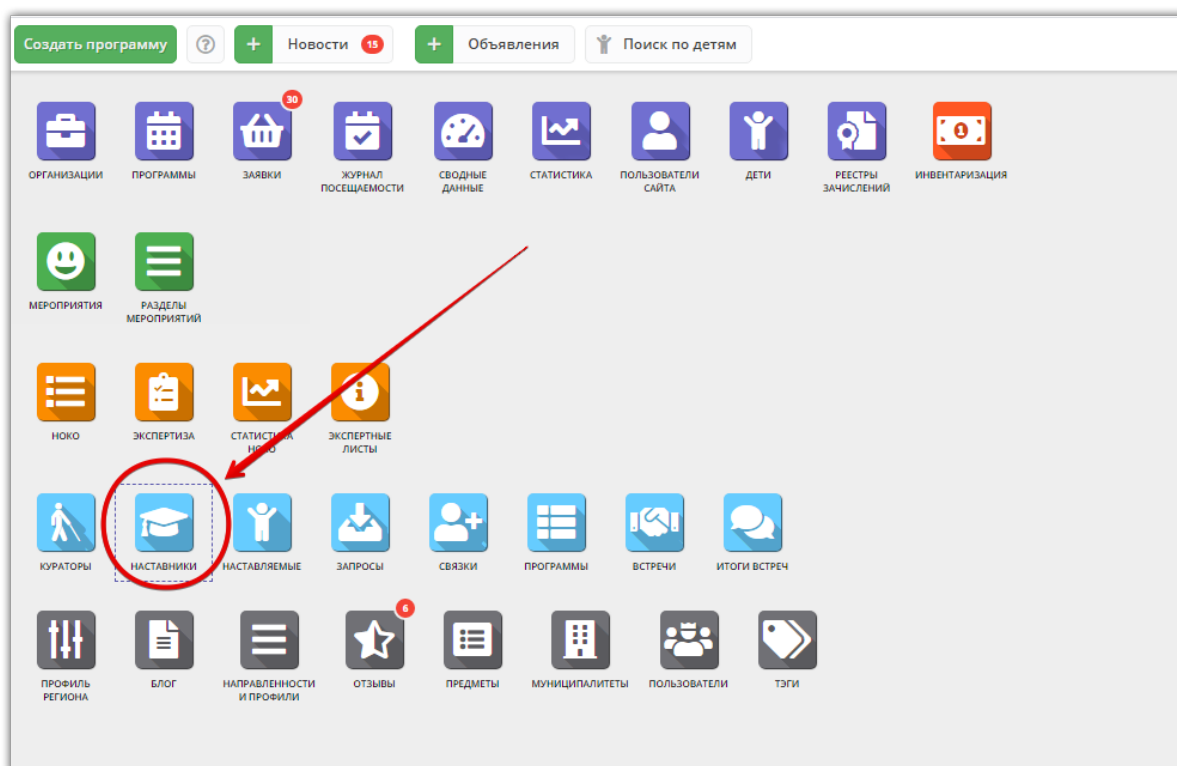 Создать программу
?
+ Новости 15
+ Объявления
Поиск по детям
30
1
ОРГАНИЗАЦИИ
ПРОГРАММЫ
ЗАЯВКИ
ЖУРНАЛ
ПОСЕЩАЕМОСТИ
СВОДНЫЕ
ДАННЫЕ
СТАТИСТИКА
ПОЛЬЗОВАТЕЛИ
САЙТА
ДЕТИ
РЕЕСТРЫ
ЗАЧИСЛЕНИЙ
ИНВЕНТАРИЗАЦИЯ
МЕРОПРИЯТИЯ
РАЗДЕЛЫ
МЕРОПРИЯТИЙ
НОКО
ЭКСПЕРТИЗА
СТАТИСТИКА
НОКО
ЭКСПЕРТНЫЕ
ЛИСТЫ
КУРАТОРЫ
НАСТАВНИКИ
НАСТАВЛЯЕМЫЕ
ЗАПРОСЫ
СВЯЗКИ
ПРОГРАММЫ
ВСТРЕЧИ
ИТОГИ ВСТРЕЧ
6
ПРОФИЛЬ
РЕГИОНА
БЛОГ
НАПРАВЛЕННОСТИ
И ПРОФИЛИ
ОТЗЫВЫ
ПРЕДМЕТЫ
МУНИЦИПАЛИТЕТЫ
ПОЛЬЗОВАТЕЛИ
ТЭГИ